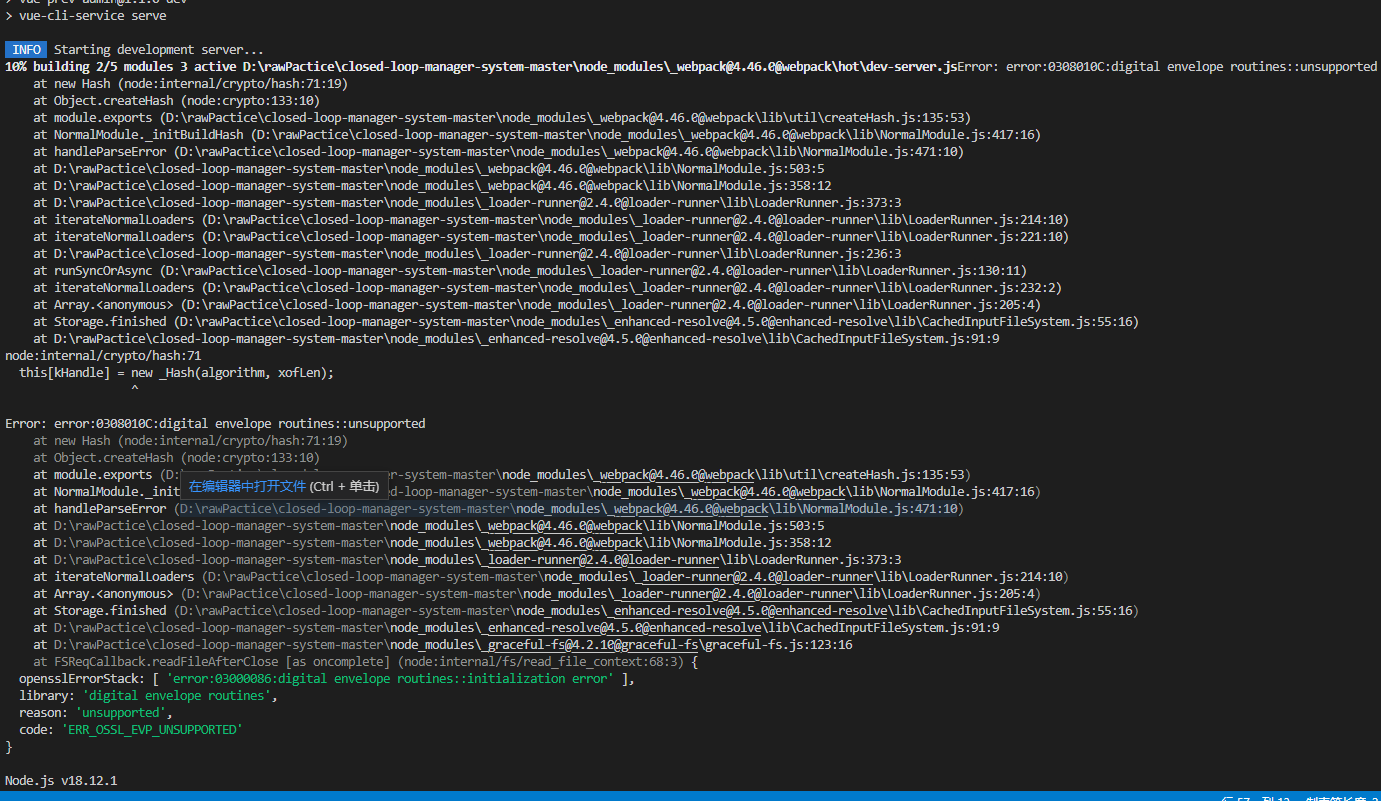 > vue-prev-admin@1.1.0 dev
> vue-cli-service serve
INFO Starting development server...
10% building 2/5 modules 3 active D:\rawPactice\closed-loop-manager-system-master\node_modules\_webpack@4.46.0@webpack\hot\dev-server.jsError: error:0308010C:digital envelope routines::unsupported
at new Hash (node:internal/crypto/hash:71:19)
at Object.createHash (node:crypto:133:10)
at module.exports (D:\rawPactice\closed-loop-manager-system-master\node_modules\_webpack@4.46.0@webpack\lib\util\createHash.js:135:53)
at NormalModule._initBuildHash (D:\rawPactice\closed-loop-manager-system-master\node_modules\_webpack@4.46.0@webpack\lib\NormalModule.js:417:16)
at handleParseError (D:\rawPactice\closed-loop-manager-system-master\node_modules\_webpack@4.46.0@webpack\lib\NormalModule.js:471:10)
at D:\rawPactice\closed-loop-manager-system-master\node_modules\_webpack@4.46.0@webpack\lib\NormalModule.js:503:5
at D:\rawPactice\closed-loop-manager-system-master\node_modules\_webpack@4.46.0@webpack\lib\NormalModule.js:358:12
at D:\rawPactice\closed-loop-manager-system-master\node_modules\_loader-runner@2.4.0@loader-runner\lib\LoaderRunner.js:373:3
at iterateNormalLoaders (D:\rawPactice\closed-loop-manager-system-master\node_modules\_loader-runner@2.4.0@loader-runner\lib\LoaderRunner.js:214:10)
at iterateNormalLoaders (D:\rawPactice\closed-loop-manager-system-master\node_modules\_loader-runner@2.4.0@loader-runner\lib\LoaderRunner.js:221:10)
at D:\rawPactice\closed-loop-manager-system-master\node_modules\_loader-runner@2.4.0@loader-runner\lib\LoaderRunner.js:236:3
at runSyncOrAsync (D:\rawPactice\closed-loop-manager-system-master\node_modules\_loader-runner@2.4.0@loader-runner\lib\LoaderRunner.js:130:11)
at iterateNormalLoaders (D:\rawPactice\closed-loop-manager-system-master\node_modules\_loader-runner@2.4.0@loader-runner\lib\LoaderRunner.js:232:2)
at Array.<anonymous> (D:\rawPactice\closed-loop-manager-system-master\node_modules\_loader-runner@2.4.0@loader-runner\lib\LoaderRunner.js:205:4)
at Storage.finished (D:\rawPactice\closed-loop-manager-system-master\node_modules\_enhanced-resolve@4.5.0@enhanced-resolve\lib\CachedInputFileSystem.js:55:16)
at D:\rawPactice\closed-loop-manager-system-master\node_modules\_enhanced-resolve@4.5.0@enhanced-resolve\lib\CachedInputFileSystem.js:91:9
node:internal/crypto/hash:71
this[kHandle] = new _Hash(algorithm, xofLen);
^
Error: error:0308010C:digital envelope routines::unsupported
at new Hash (node:internal/crypto/hash:71:19)
at Object.createHash (node:crypto:133:10)
at module.exports (D: r-system-master\node_modules\_webpack@4.46.0@webpack\lib\util\createHash.js:135:53)
在编辑器中打开文件 (Ctrl + 单击)
at NormalModule._init ed-loop-manager-system-master\node_modules\_webpack@4.46.0@webpack\lib\NormalModule.js:417:16)
at handleParseError (D:\rawPactice\closed-loop-manager-system-master\node_modules\_webpack@4.46.0@webpack\lib\NormalModule.js:471:10)
at D:\rawPactice\closed-loop-manager-system-master\node_modules\_webpack@4.46.0@webpack\lib\NormalModule.js:503:5
at D:\rawPactice\closed-loop-manager-system-master\node_modules\_webpack@4.46.0@webpack\lib\NormalModule.js:358:12
at D:\rawPactice\closed-loop-manager-system-master\node_modules\_loader-runner@2.4.0@loader-runner\lib\LoaderRunner.js:373:3
at iterateNormalLoaders (D:\rawPactice\closed-loop-manager-system-master\node_modules\_loader-runner@2.4.0@loader-runner\lib\LoaderRunner.js:214:10)
at Array.<anonymous> (D:\rawPactice\closed-loop-manager-system-master\node_modules\_loader-runner@2.4.0@loader-runner\lib\LoaderRunner.js:205:4)
at Storage.finished (D:\rawPactice\closed-loop-manager-system-master\node_modules\_enhanced-resolve@4.5.0@enhanced-resolve\lib\CachedInputFileSystem.js:55:16)
at D:\rawPactice\closed-loop-manager-system-master\node_modules\_enhanced-resolve@4.5.0@enhanced-resolve\lib\CachedInputFileSystem.js:91:9
at D:\rawPactice\closed-loop-manager-system-master\node_modules\_graceful-fs@4.2.10@graceful-fs\graceful-fs.js:123:16
at FSReqCallback.readFileAfterClose [as oncomplete] (node:internal/fs/read_file_context:68:3) {
opensslErrorStack: [ 'error:03000086:digital envelope routines::initialization error' ],
library: 'digital envelope routines',
reason: 'unsupported',
code: 'ERR_OSSL_EVP_UNSUPPORTED'
}
Node.js v18.12.1